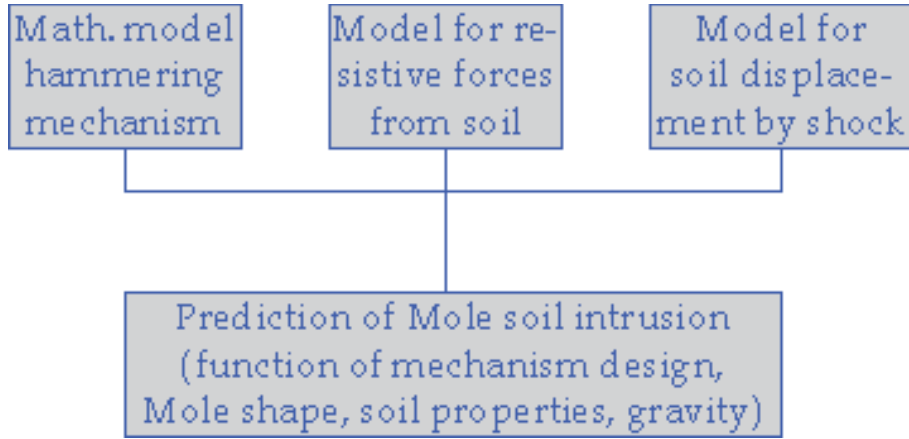 Math. model
hammering
mechanism
Model for re-
sistive forces
from soil
Model for
soil displace-
ment by shock
Prediction of Mole soil intrusion
(function of mechanism design,
Mole shape, soil properties, gravity)